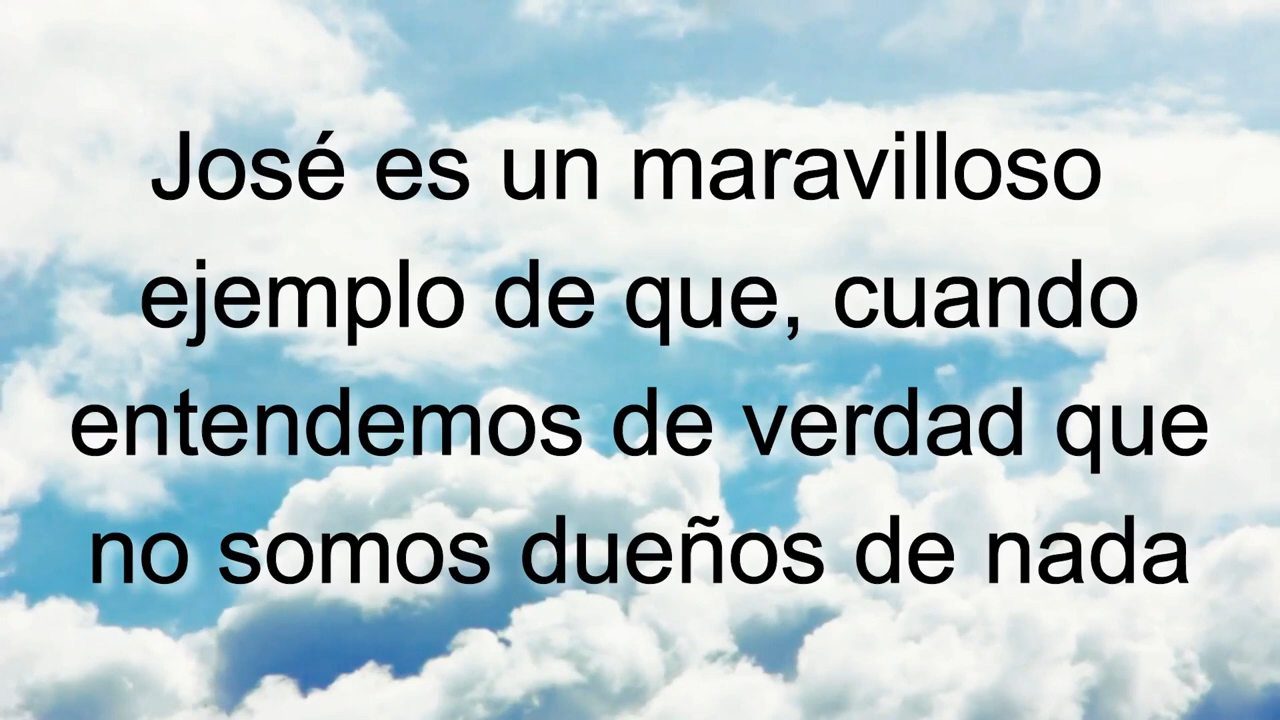 José es un maravilloso
ejemplo de que, cuando
entendemos de verdad que
no somos dueños de nada